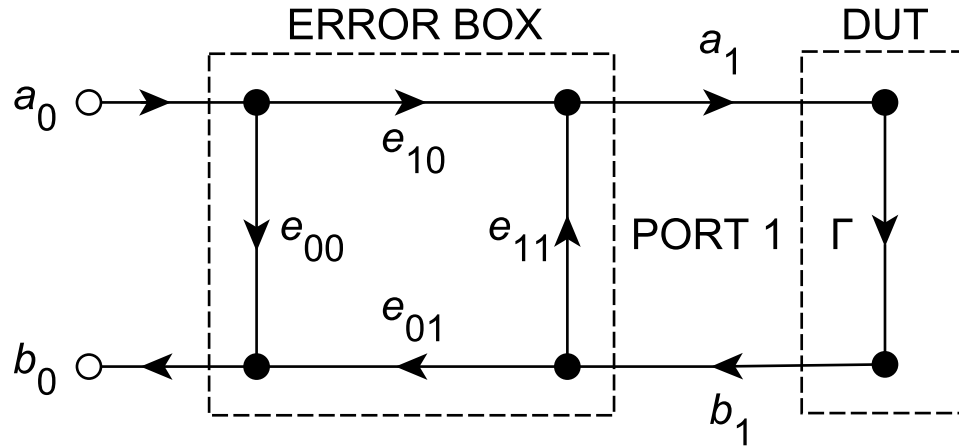 ERROR BOX
DUT
a₀
a₁
e₁₀
e₀₀
e₁₁
PORT 1
Γ
e₀₁
b₀
b₁